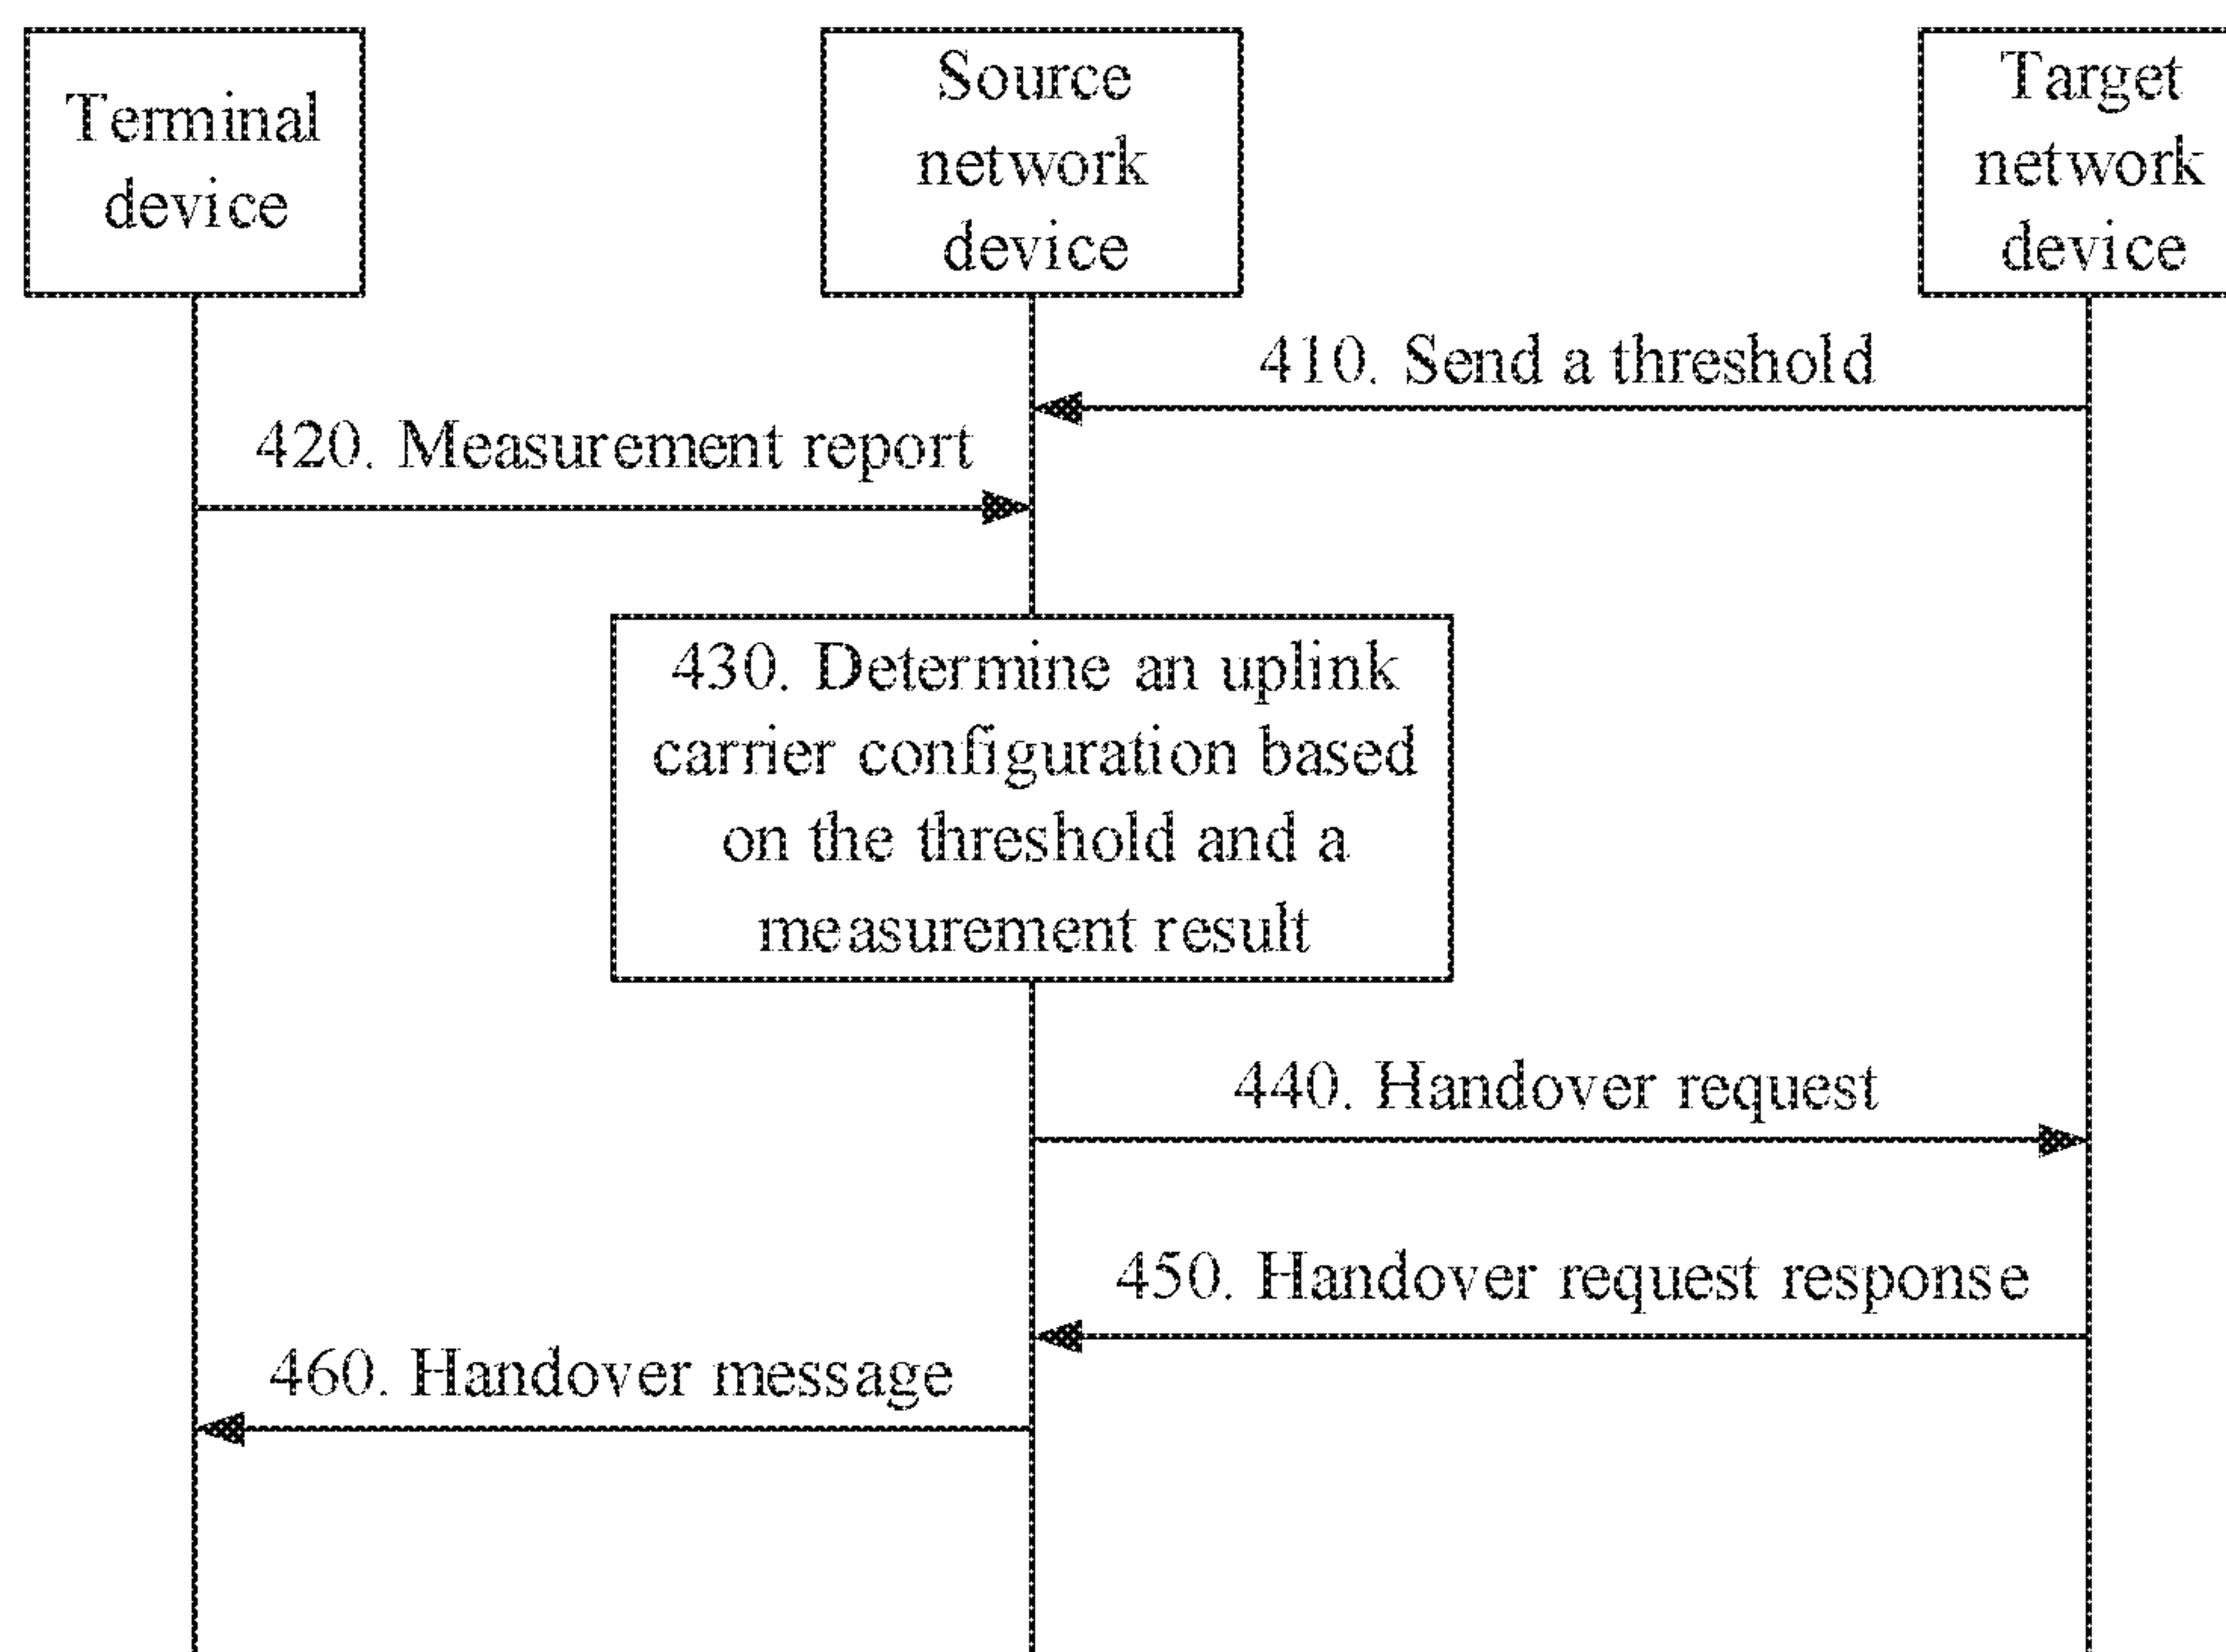 Terminal
device
Source
network
device
Target
network
device
410. Send a threshold
420. Measurement report
430. Determine an uplink
carrier configuration based
on the threshold and a
measurement result
440. Handover request
450. Handover request response
460. Handover message